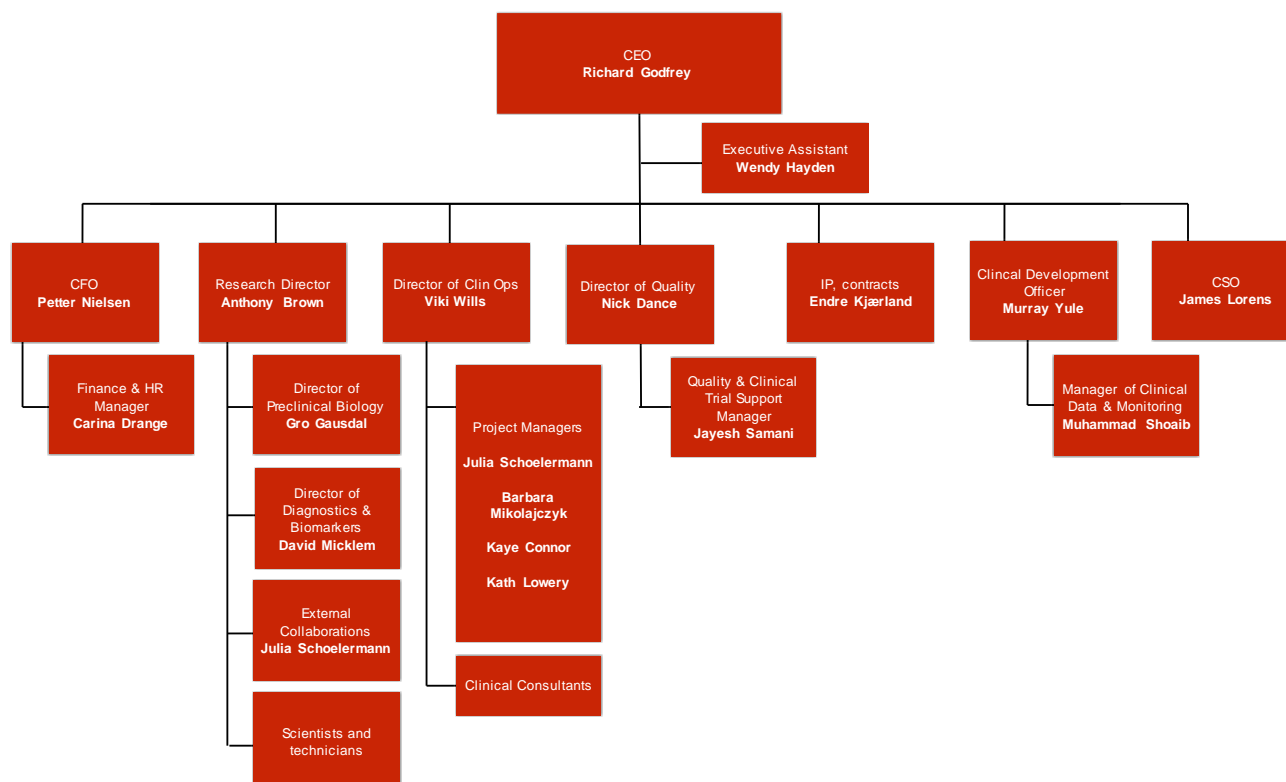 CEO
Richard Godfrey
Executive Assistant
Wendy Hayden
CFO
Petter Nielsen
Research Director
Anthony Brown
Director of Clin Ops
Viki Wills
Director of Quality
Nick Dance
IP, contracts
Endre Kjærland
Clincal Development
Officer
Murray Yule
CSO
James Lorens
Finance & HR
Manager
Carina Drange
Director of
Preclinical Biology
Gro Gausdal
Director of
Diagnostics &
Biomarkers
David Micklem
External
Collaborations
Julia Schoelermann
Scientists and
technicians
Project Managers
Julia Schoelermann
Barbara
Mikolajczyk
Kaye Connor
Kath Lowery
Clinical Consultants
Quality & Clinical
Trial Support
Manager
Jayesh Samani
Manager of Clinical
Data & Monitoring
Muhammad Shoaib